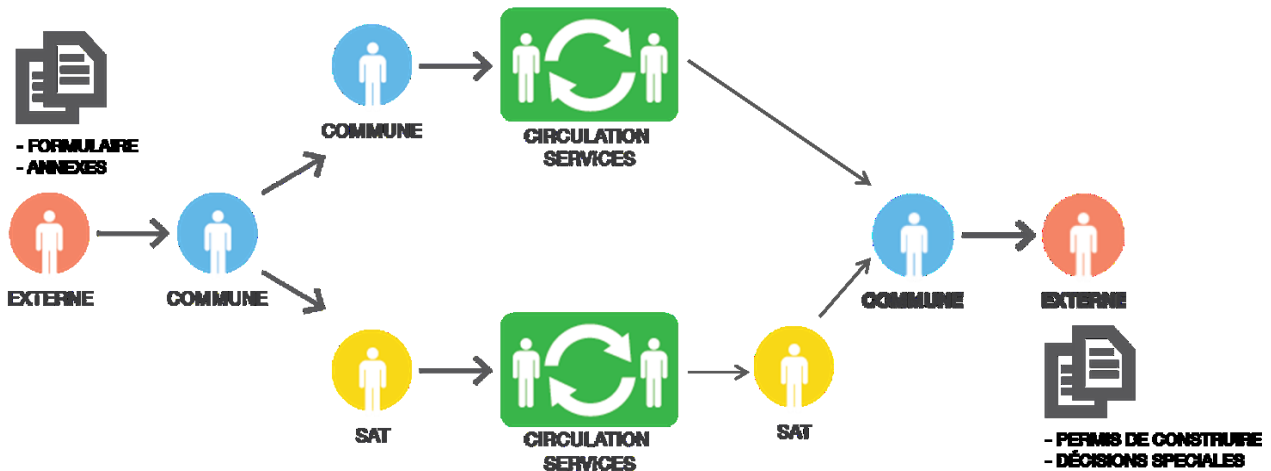 - FORMULAIRE
- ANNEXES
EXTERNE
COMMUNE
COMMUNE
CIRCULATION
SERVICES
SAT
CIRCULATION
SERVICES
SAT
COMMUNE
EXTERNE
- PERMIS DE CONSTRUIRE
- DÉCISIONS SPECIALES